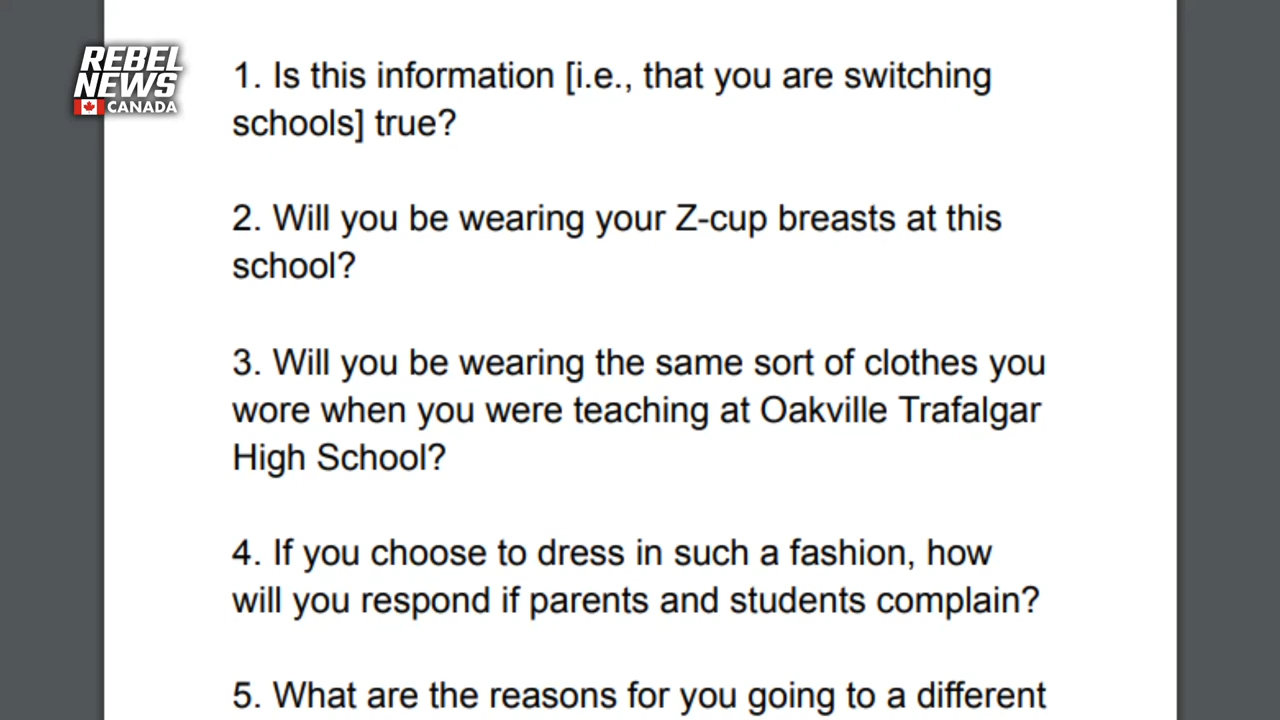 REBEL
NEWS
CANADA
1. Is this information [i.e., that you are switching
schools] true?
2. Will you be wearing your Z-cup breasts at this
school?
3. Will you be wearing the same sort of clothes you
wore when you were teaching at Oakville Trafalgar
High School?
4. If you choose to dress in such a fashion, how
will you respond if parents and students complain?
5. What are the reasons for you going to a different